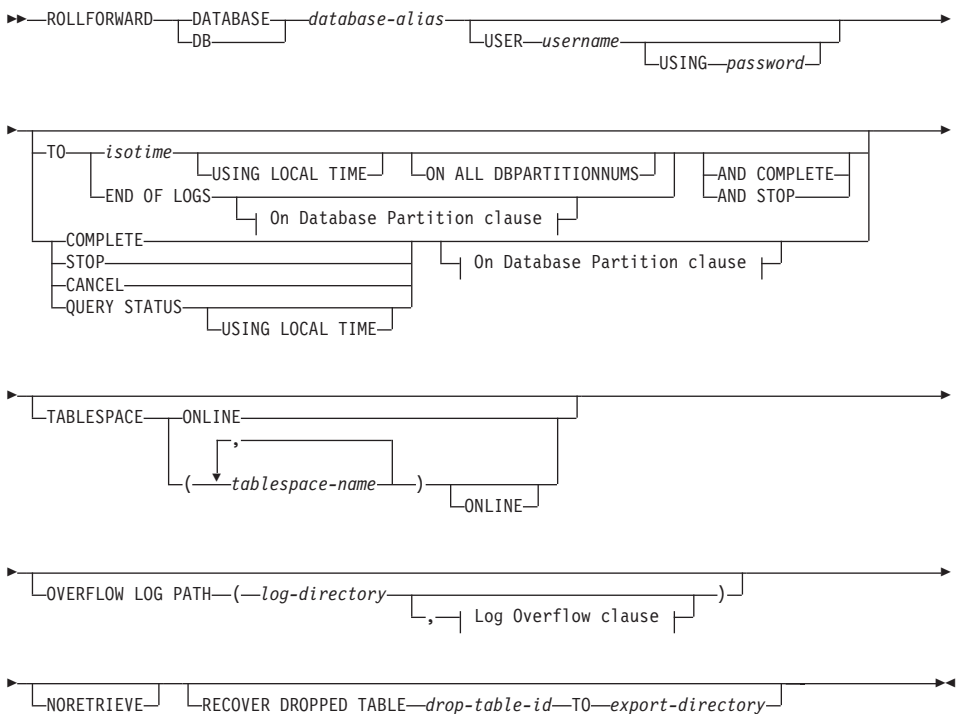 ROLLFORWARD DATABASE database-alias
DB USER username
USING password
TO isotime
USING LOCAL TIME ON ALL DBPARTITIONNUMS AND COMPLETE
END OF LOGS AND STOP
On Database Partition clause
COMPLETE
STOP On Database Partition clause
CANCEL
QUERY STATUS
USING LOCAL TIME
TABLESPACE ONLINE
,
( tablespace-name )
ONLINE
OVERFLOW LOG PATH ( log-directory )
, Log Overflow clause
NORETRIEVE RECOVER DROPPED TABLE drop-table-id TO export-directory